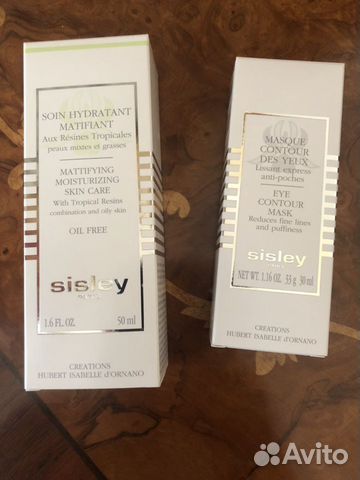 SOIN HYDRATANT
MATIFIANT
Aux Résines Tropicales
peaux mixtes et grasses
MATTIFYING
MOISTURIZING
SKIN CARE
With Tropical Resins
combination and oily skin
OIL FREE
sisley
PARIS
1.6 FL. OZ. 50 ml
CREATIONS
HUBERT ISABELLE d'ORNANO
MASQUE
CONTOUR
DES YEUX
Lissant express
anti-poches
EYE
CONTOUR
MASK
Reduces fine lines
and puffiness
sisley
PARIS
NET WT. 1.16 OZ. 33 g 30 ml
CREATIONS
HUBERT ISABELLE d'ORNANO
Avito